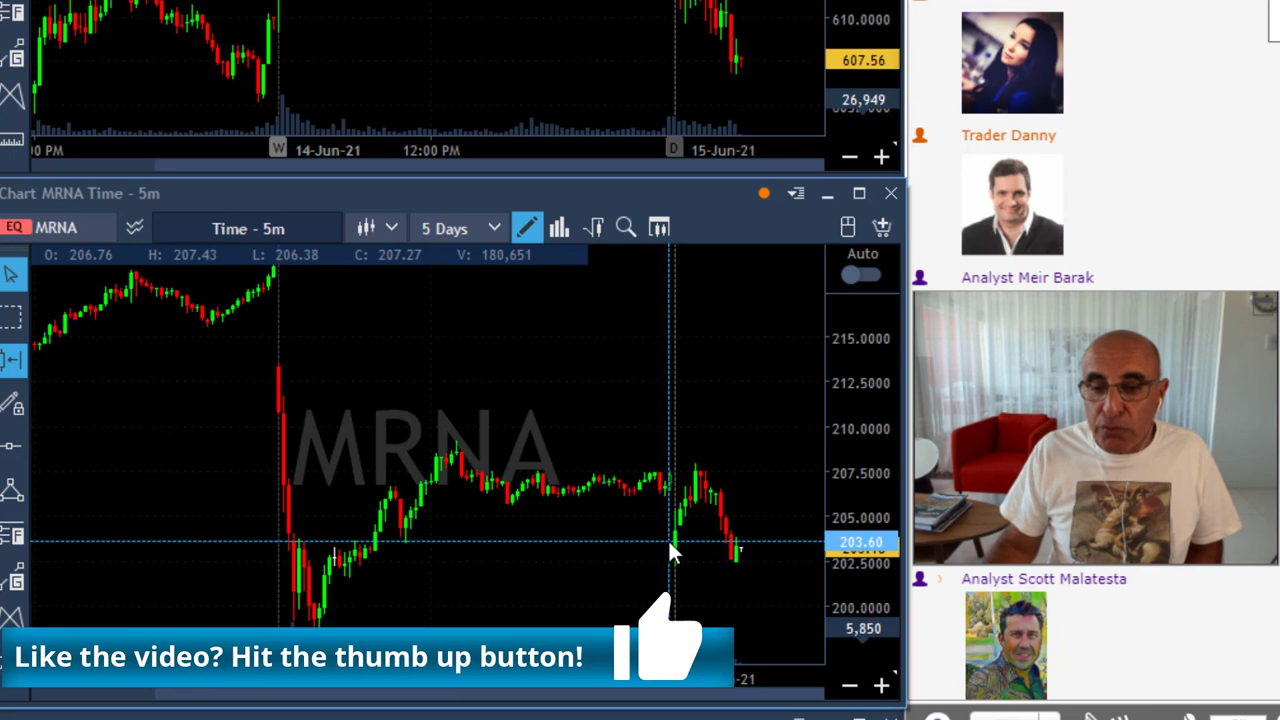 610.0000
607.56
26,949
:00 PM
W
14-Jun-21
12:00 PM
D
15-Jun-21
Chart MRNA Time - 5m
EQ
MRNA
Time - 5m
5 Days
O: 206.76 H: 207.43 L: 206.38 C: 207.27 V: 180,651
Auto
MRNA
215.0000
212.5000
210.0000
207.5000
205.0000
203.60
202.5000
200.0000
5,850
-21
Like the video? Hit the thumb up button!
Trader Danny
Analyst Meir Barak
Analyst Scott Malatesta